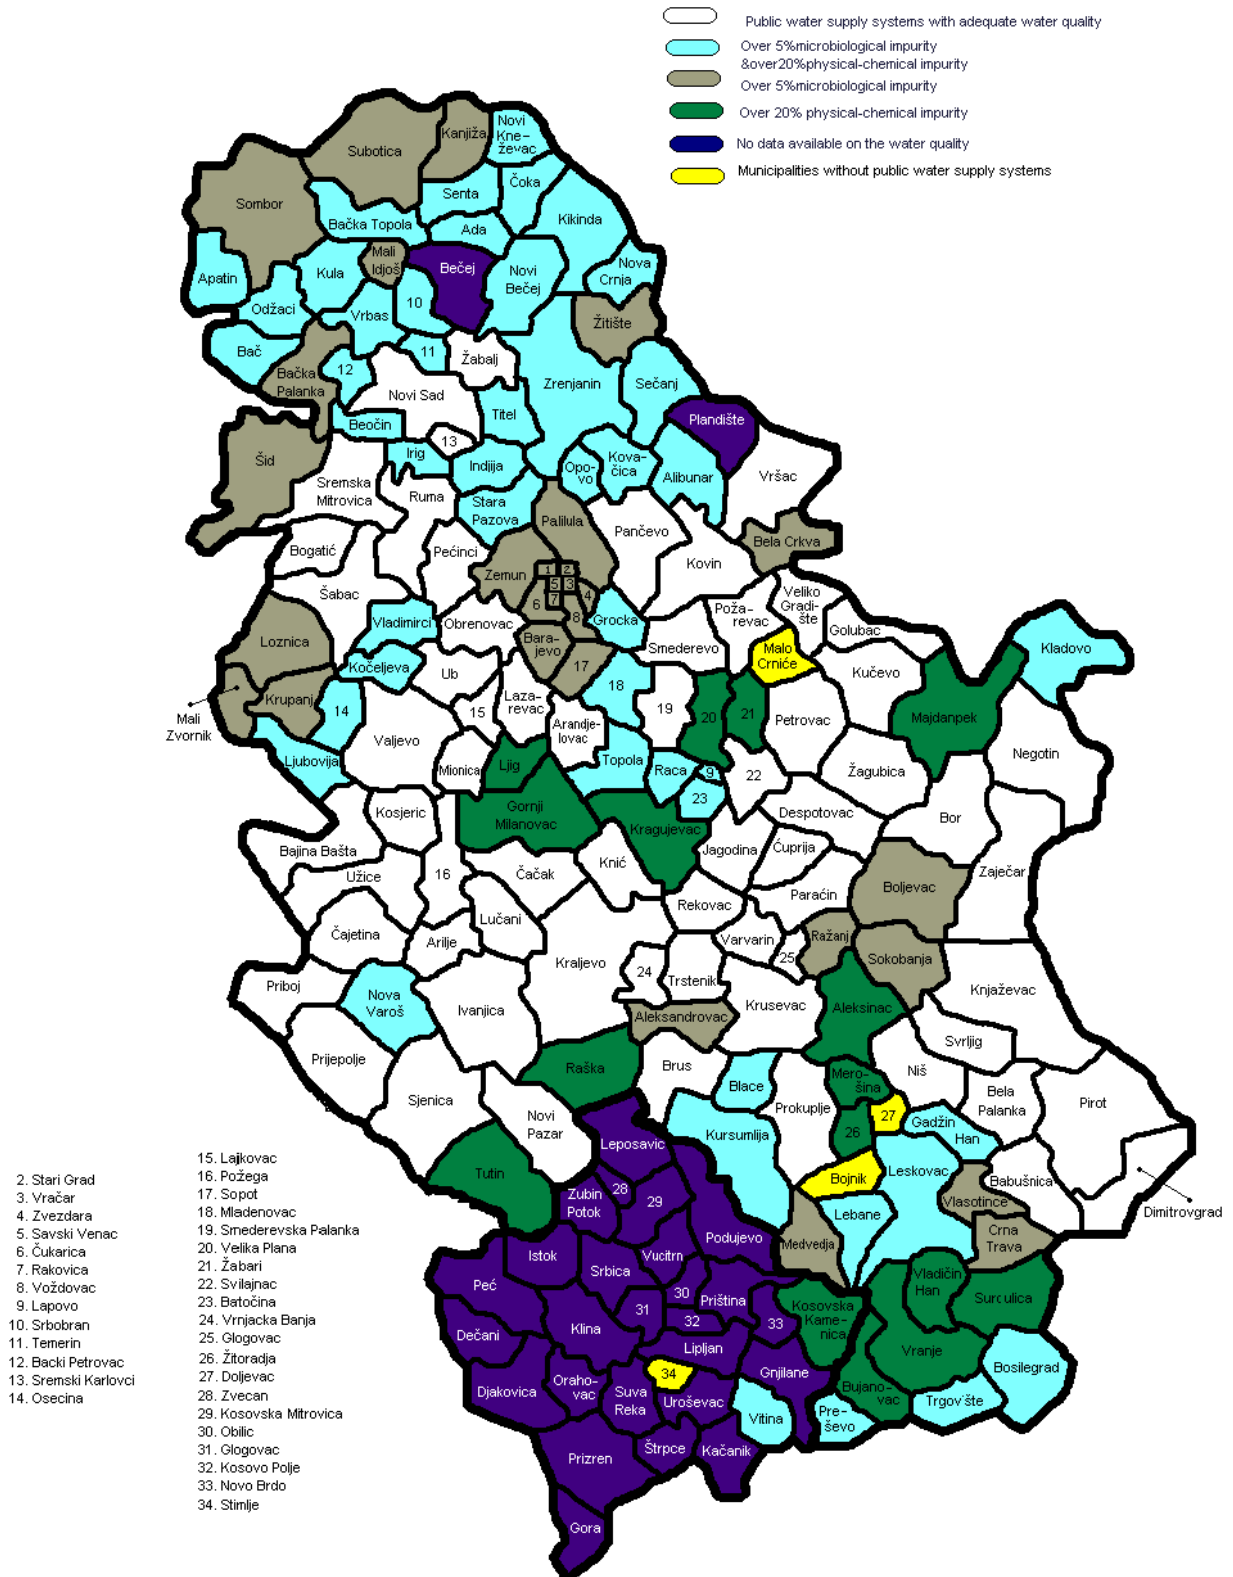 Public water supply systems with adequate water quality
Over 5%microbiological impurity
&over20%physical-chemical impurity
Over 5%microbiological impurity
Over 20% physical-chemical impurity
No data available on the water quality
Municipalities without public water supply systems
Novi
Kne-
ževac
Kanjiža
Subotica
Čoka
Senta
Sombor
Bačka Topola
Ada
Kikinda
Mali
Idjoš
Bečej
Novi
Bečej
Nova
Crnja
Apatin
Kula
10
Odžaci
Vrbas
Žitište
Bač
11
Žabalj
12
Bačka
Palanka
Novi Sad
Zrenjanin
Sečanj
Titel
Plandište
Beočin
13
Šid
Irig
Indjija
Opo-
vo
Kova-
čica
Alibunar
Vršac
Sremska
Mitrovica
Ruma
Stara
Pazova
Palilula
Pančevo
Bela Crkva
Bogatić
Pećinci
Zemun
1
2
5
3
7
4
6
8
Kovin
Šabac
Vladimirci
Obrenovac
Grocka
Poža-
revac
Veliko
Gradi-
šte
Golubac
Loznica
Bara-
jevo
Smederevo
Malo
Crniće
Kladovo
Kočeljeva
Ub
17
18
Kučevo
Krupanj
Mali
Zvornik
14
15
Laza-
revac
19
20
21
Petrovac
Majdanpek
Valjevo
Arandje-
lovac
Negotin
Ljubovija
Mionica
Ljig
Topola
Raca
9
22
Žagubica
23
Kosjeric
Gornji
Milanovac
Kragujevac
Despotovac
Bor
Bajina Bašta
Užice
16
Čačak
Knić
Jagodina
Ćuprija
Zaječar
Paraćin
Boljevac
Rekovac
Lučani
Čajetina
Arilje
Varvarin
Ražanj
25
Sokobanja
Kraljevo
24
Trstenik
Priboj
Nova
Varoš
Ivanjica
Krusevac
Aleksinac
Knjaževac
Aleksandrovac
Svrljig
Prijepolje
Raška
Brus
Niš
Blace
Mero-
šina
Sjenica
Novi
Pazar
Prokuplje
27
Bela
Palanka
Pirot
Kursumlija
26
Gadžin
Han
Leposavic
Tutin
Bojnik
Leskovac
Babušnica
Zubin
Potok
28
29
Vlasotince
Dimitrovgrad
Lebane
Crna
Trava
Medvedja
Podujevo
Istok
Vucitrn
Srbica
Peć
30
Priština
Vladičin
Han
Surdulica
31
32
33
Kosovska
Kame-
nica
Dečani
Klina
Lipljan
Vranje
Bosilegrad
Djakovica
Oraho-
vac
34
Suva
Reka
Uroševac
Gnjilane
Bujano-
vac
Vitina
Pre-
ševo
Trgovište
Štrpce
Kačanik
Prizren
Gora
2. Stari Grad
3. Vračar
4. Zvezdara
5. Savski Venac
6. Čukarica
7. Rakovica
8. Voždovac
9. Lapovo
10. Srbobran
11. Temerin
12. Backi Petrovac
13. Sremski Karlovci
14. Osecina
15. Lajkovac
16. Požega
17. Sopot
18. Mladenovac
19. Smederevska Palanka
20. Velika Plana
21. Žabari
22. Svilajnac
23. Batočina
24. Vrnjacka Banja
25. Glogovac
26. Žitoradja
27. Doljevac
28. Zvecan
29. Kosovska Mitrovica
30. Obilic
31. Glogovac
32. Kosovo Polje
33. Novo Brdo
34. Stimlje